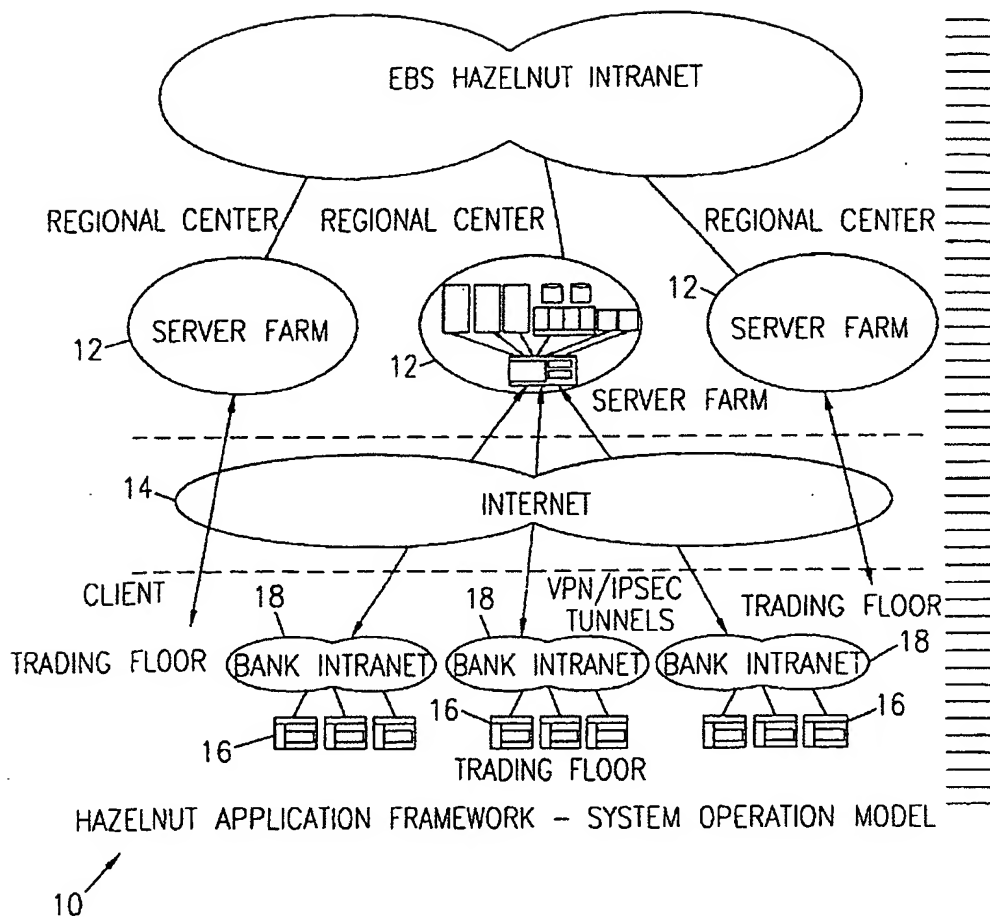 EBS HAZELNUT INTRANET
REGIONAL CENTER
REGIONAL CENTER
REGIONAL CENTER
12
SERVER FARM
12
12
SERVER FARM
SERVER FARM
14
INTERNET
CLIENT
18
18
VPN/IPSEC
TUNNELS
TRADING FLOOR
TRADING FLOOR
BANK INTRANET
BANK INTRANET
BANK INTRANET
18
16
16
16
TRADING FLOOR
HAZELNUT APPLICATION FRAMEWORK – SYSTEM OPERATION MODEL
10